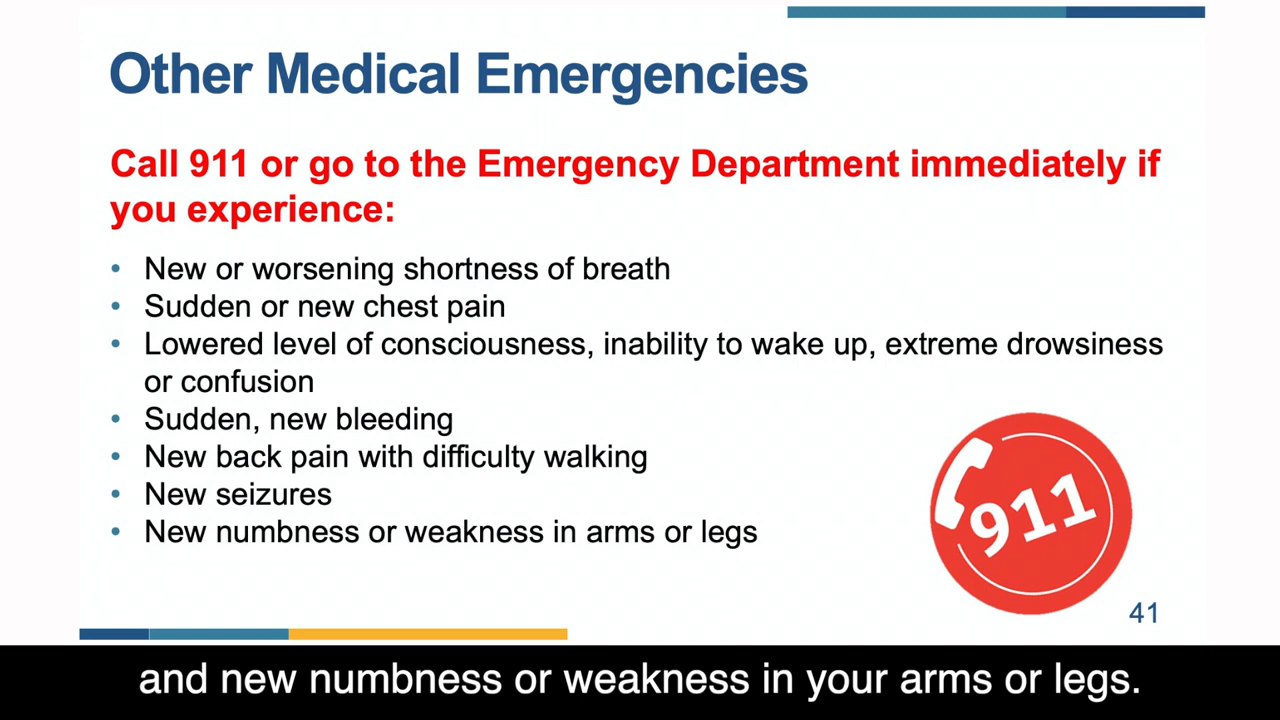 Other Medical Emergencies
Call 911 or go to the Emergency Department immediately if
you experience:
• New or worsening shortness of breath
• Sudden or new chest pain
• Lowered level of consciousness, inability to wake up, extreme drowsiness
or confusion
• Sudden, new bleeding
• New back pain with difficulty walking
• New seizures
• New numbness or weakness in arms or legs
911
41
and new numbness or weakness in your arms or legs.